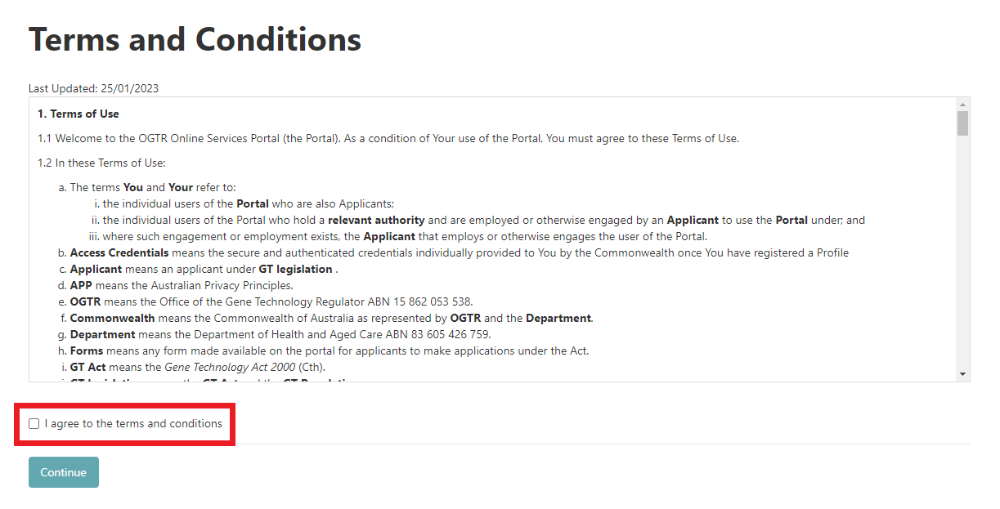 Terms and Conditions
Last Updated: 25/01/2023
1. Terms of Use
1.1 Welcome to the OGTR Online Services Portal (the Portal). As a condition of Your use of the Portal, You must agree to these Terms of Use.
1.2 In these Terms of Use:
a. The terms You and Your refer to:
i. the individual users of the Portal who are also Applicants;
ii. the individual users of the Portal who hold a relevant authority and are employed or otherwise engaged by an Applicant to use the Portal under; and
iii. where such engagement or employment exists, the Applicant that employs or otherwise engages the user of the Portal.
b. Access Credentials means the secure and authenticated credentials individually provided to You by the Commonwealth once You have registered a Profile
c. Applicant means an applicant under GT legislation .
d. APP means the Australian Privacy Principles.
e. OGTR means the Office of the Gene Technology Regulator ABN 15 862 053 538.
f. Commonwealth means the Commonwealth of Australia as represented by OGTR and the Department.
g. Department means the Department of Health and Aged Care ABN 83 605 426 759.
h. Forms means any form made available on the portal for applicants to make applications under the Act.
i. GT Act means the Gene Technology Act 2000 (Cth).
I agree to the terms and conditions
Continue